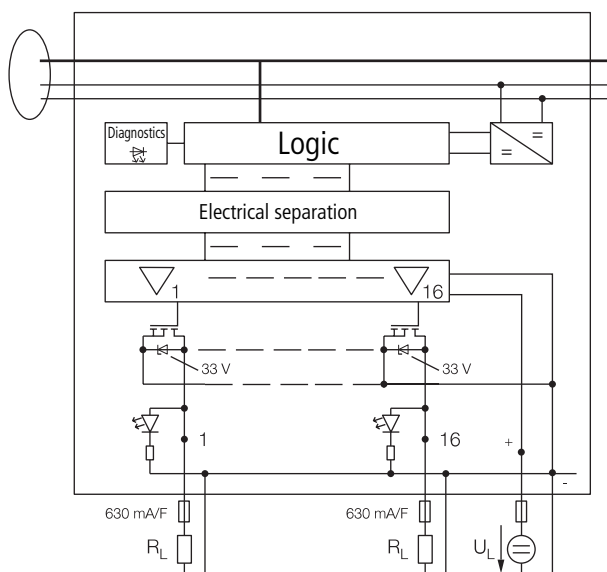 Diagnostics
Logic
=
=
Electrical separation
1
16
33 V
33 V
1
16
+
-
630 mA/F
630 mA/F
RL
RL
UL
=